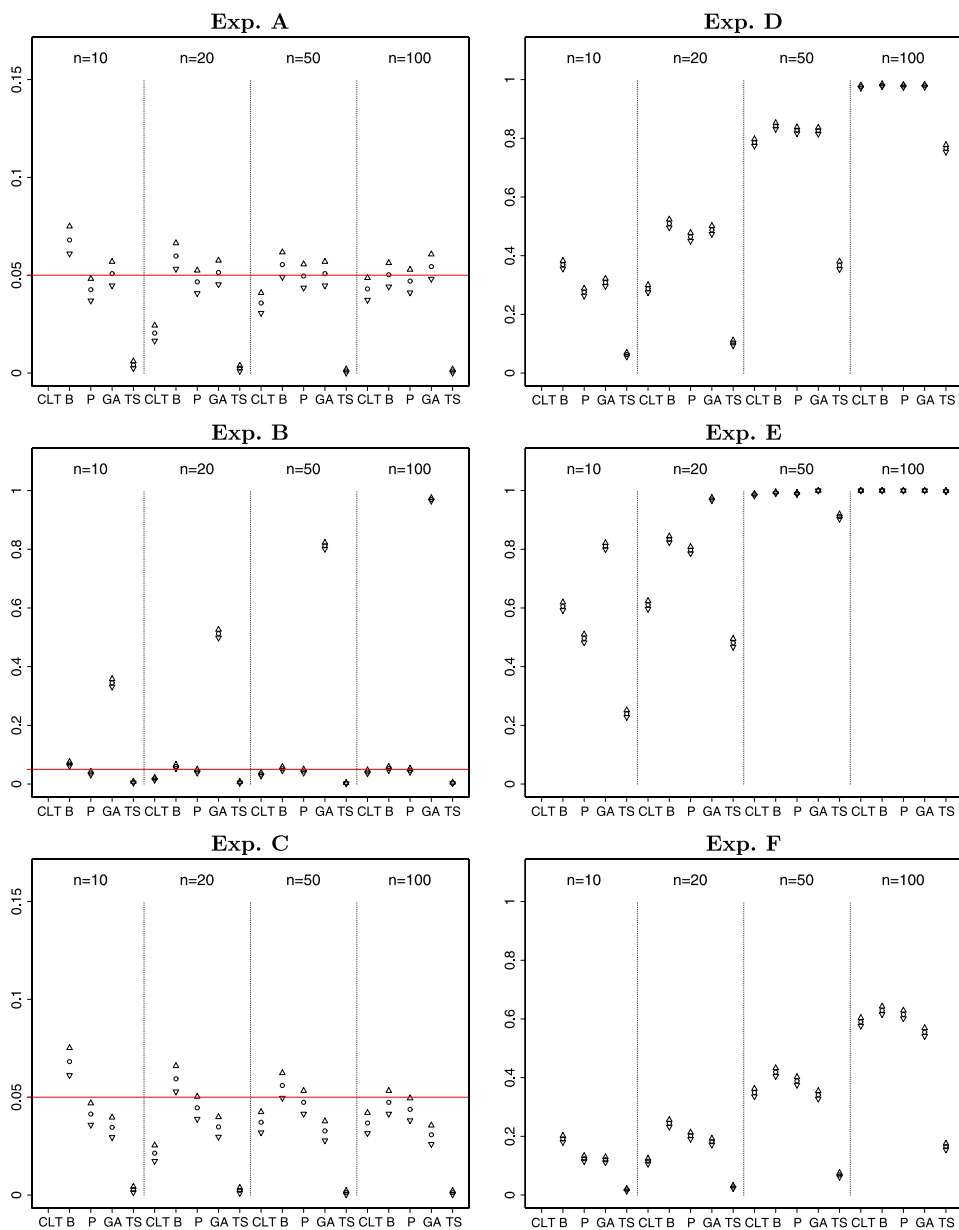 Exp. A
n=10 n=20 n=50 n=100
0.15
0.1
0.05
0
CLT B P GA TS CLT B P GA TS CLT B P GA TS CLT B P GA TS
Exp. D
n=10 n=20 n=50 n=100
1
0.8
0.6
0.4
0.2
0
CLT B P GA TS CLT B P GA TS CLT B P GA TS CLT B P GA TS
Exp. B
n=10 n=20 n=50 n=100
1
0.8
0.6
0.4
0.2
0
CLT B P GA TS CLT B P GA TS CLT B P GA TS CLT B P GA TS
Exp. E
n=10 n=20 n=50 n=100
1
0.8
0.6
0.4
0.2
0
CLT B P GA TS CLT B P GA TS CLT B P GA TS CLT B P GA TS
Exp. C
n=10 n=20 n=50 n=100
0.15
0.1
0.05
0
CLT B P GA TS CLT B P GA TS CLT B P GA TS CLT B P GA TS
Exp. F
n=10 n=20 n=50 n=100
1
0.8
0.6
0.4
0.2
0
CLT B P GA TS CLT B P GA TS CLT B P GA TS CLT B P GA TS